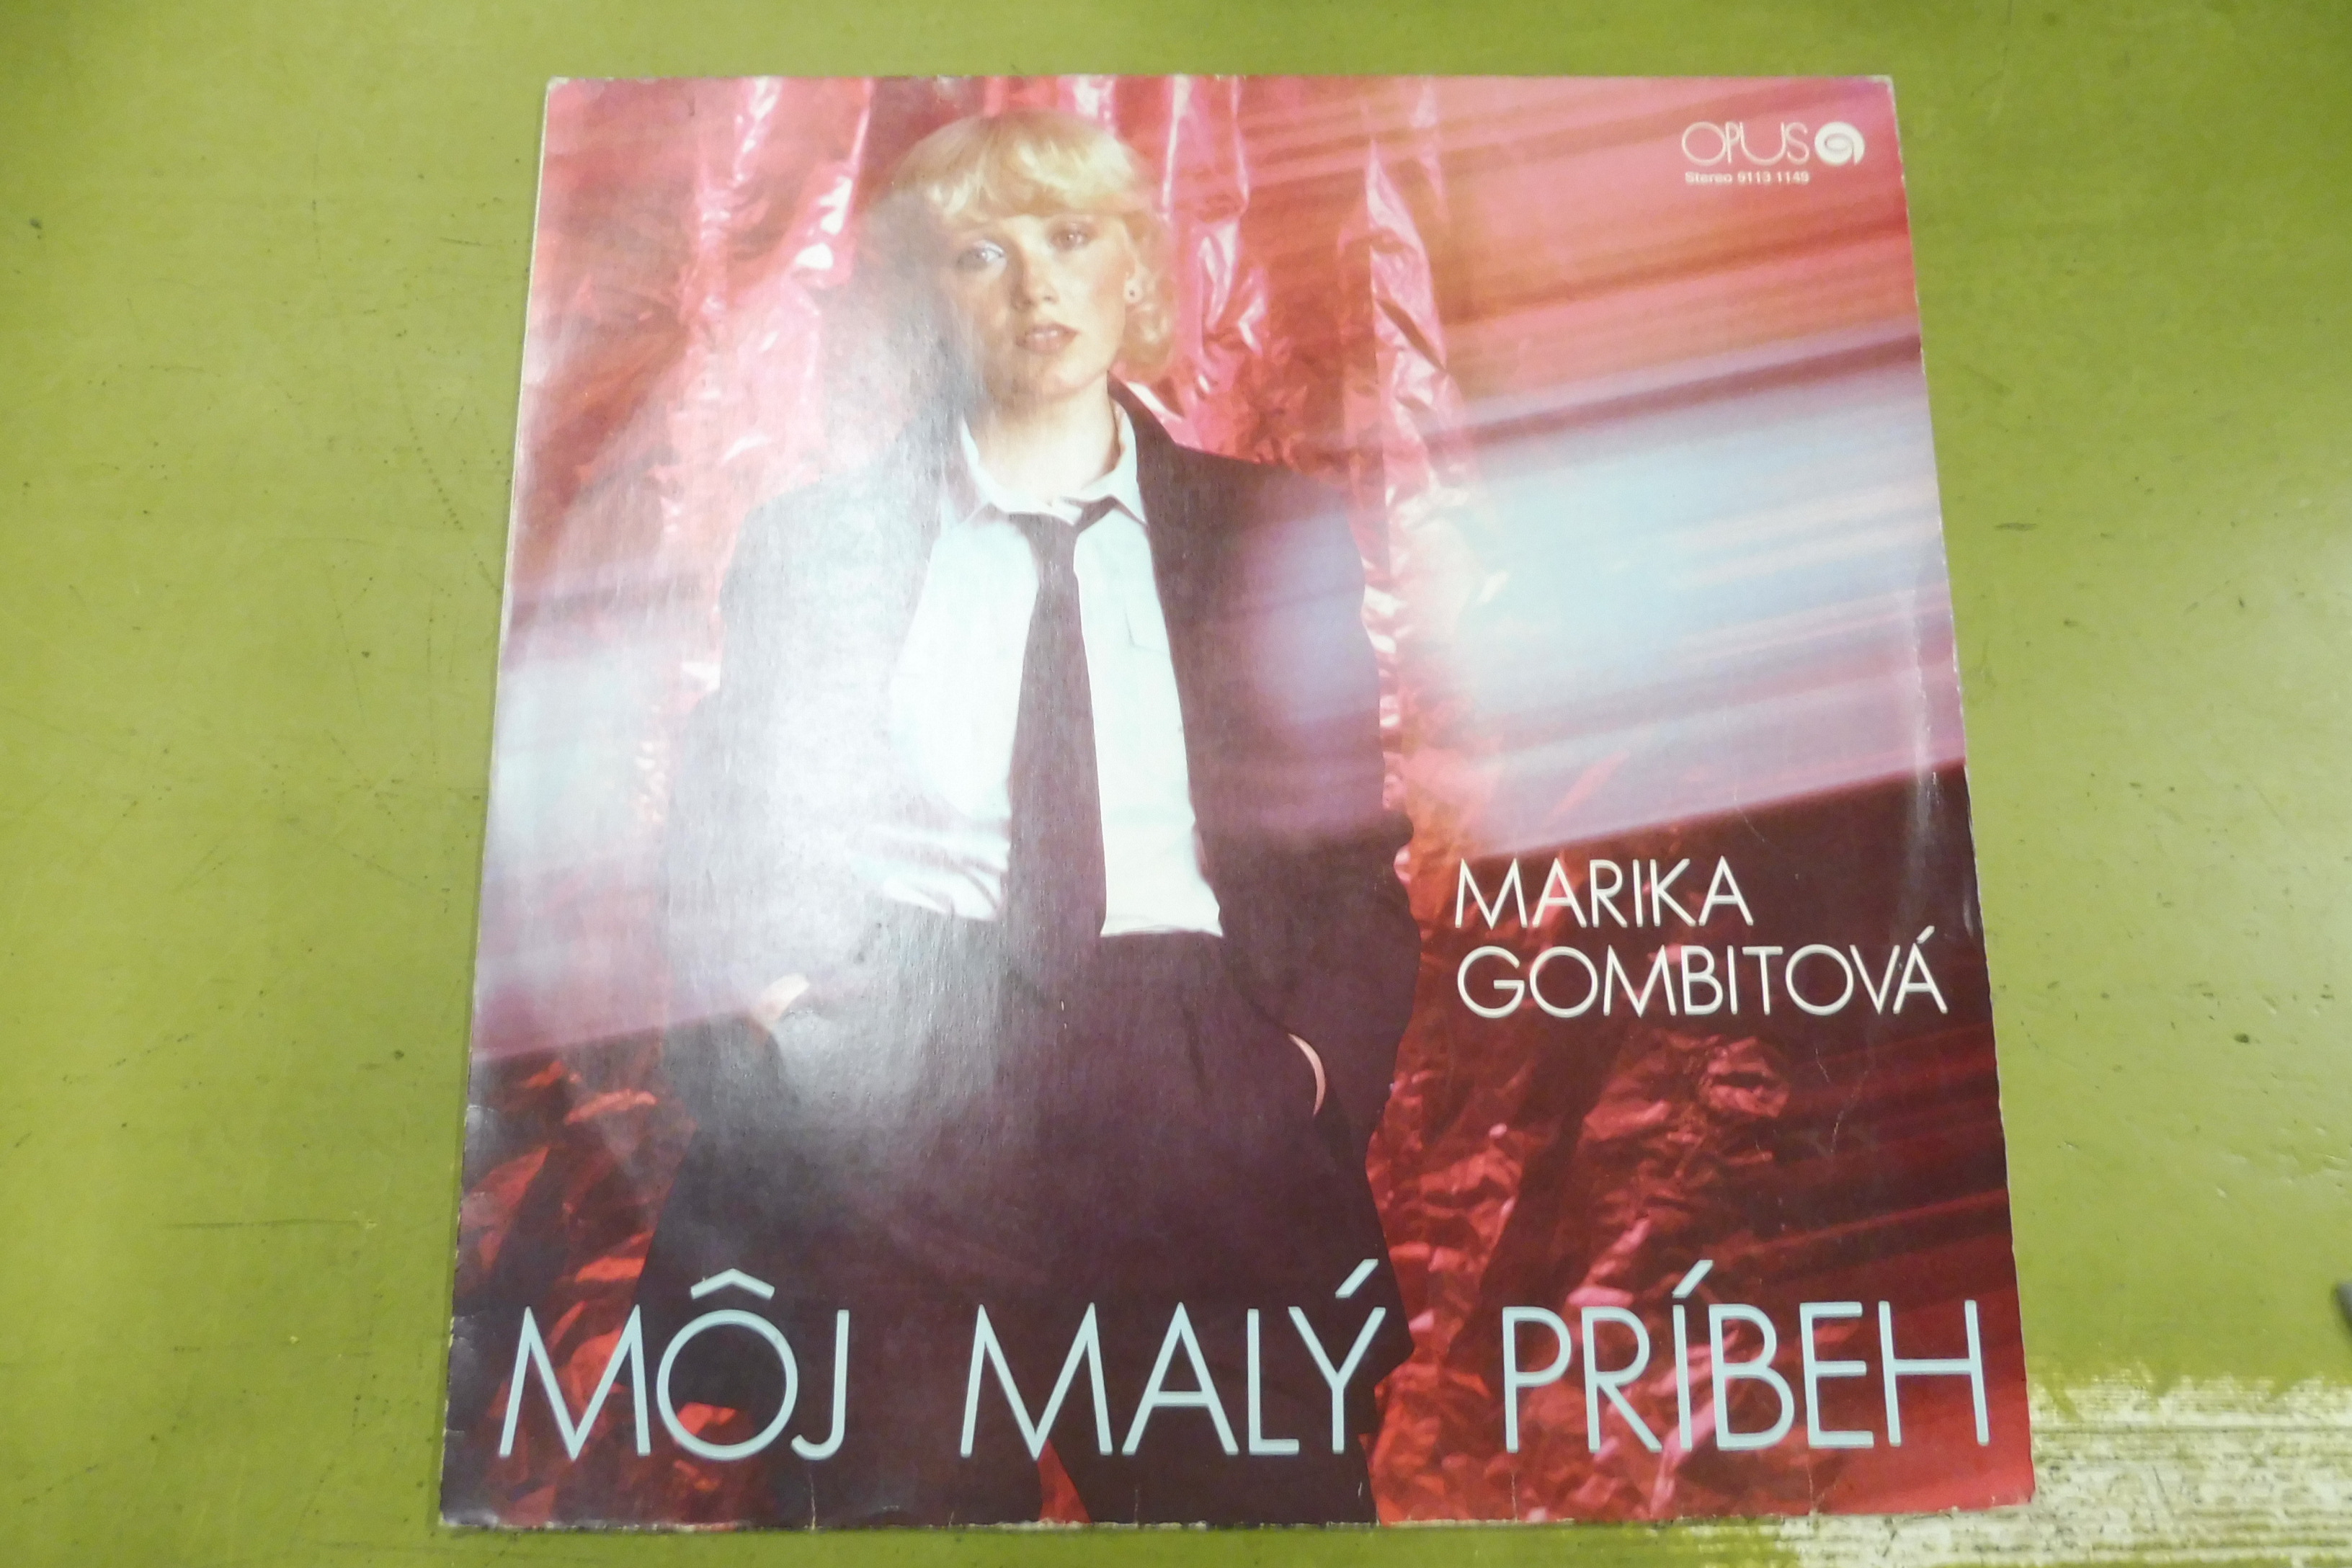 OPUS
Stereo 9113 1149
MARIKA
GOMBITOVÁ
MÔJ MALÝ PRÍBEH